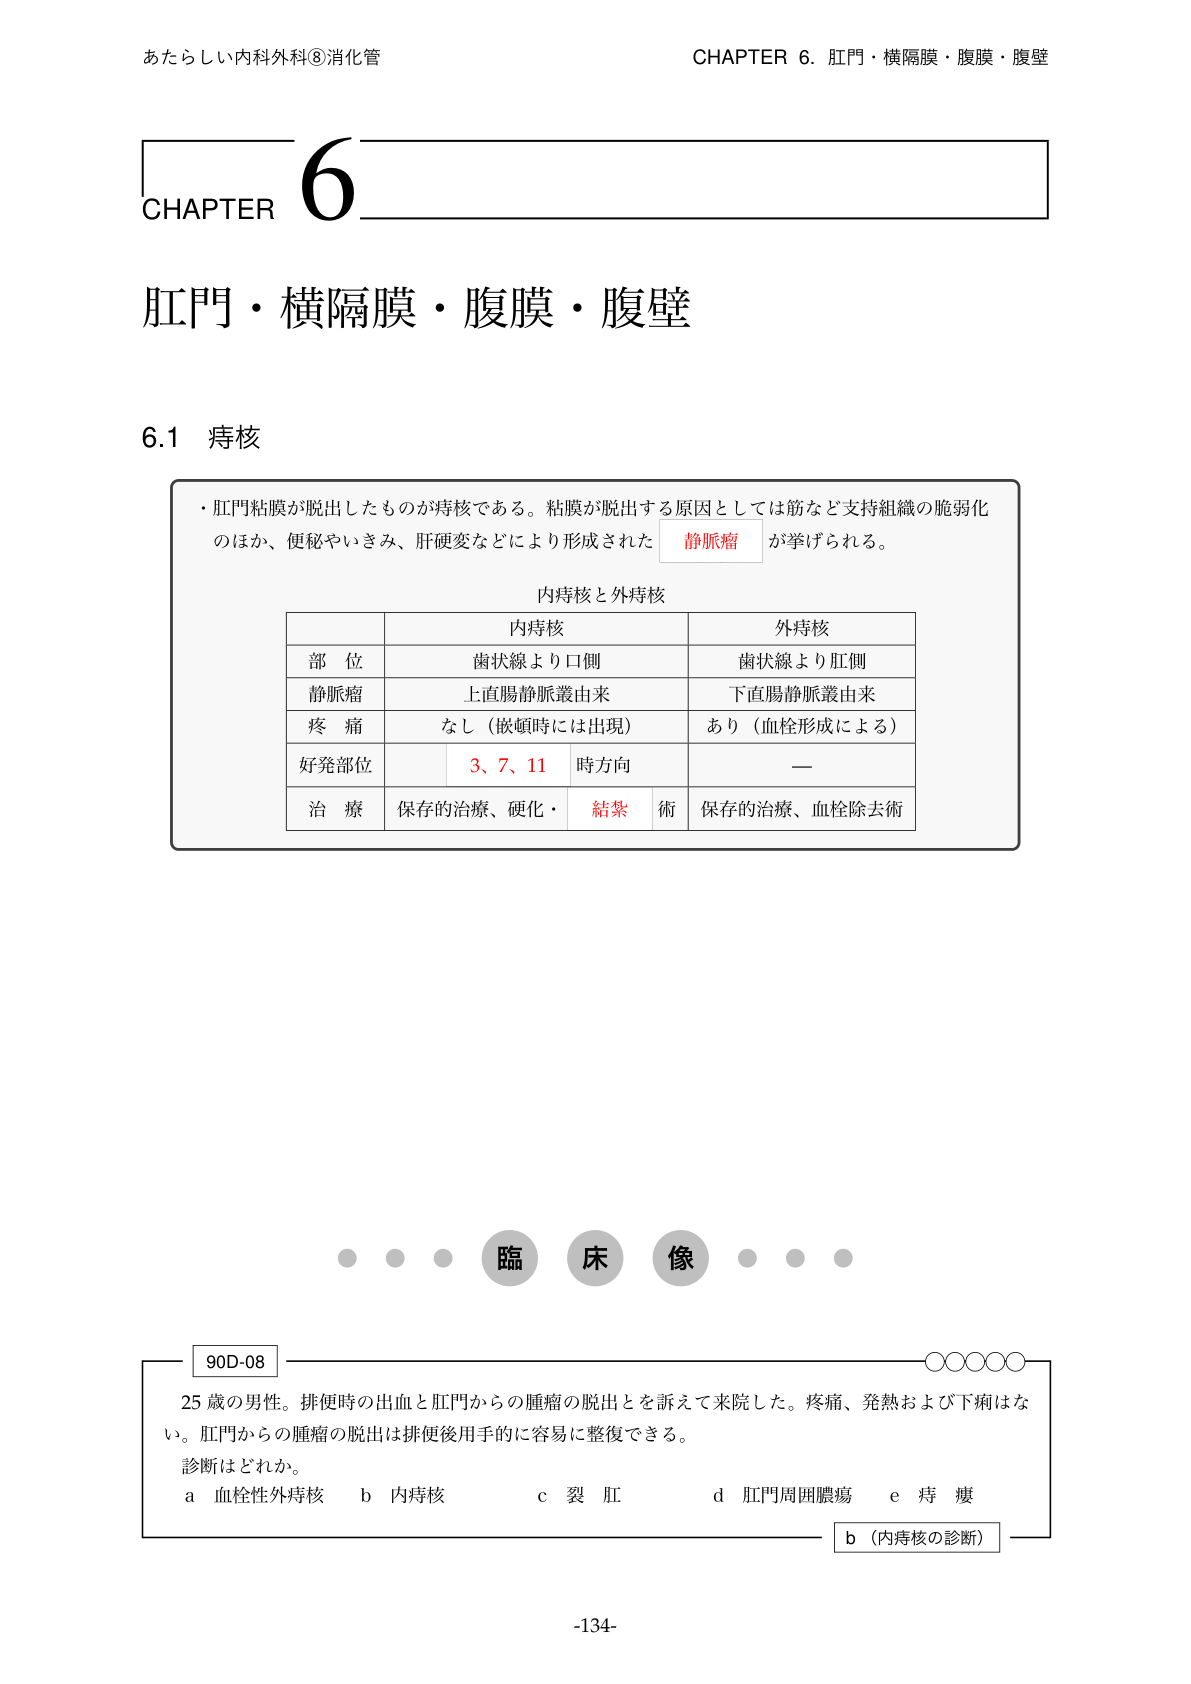 あたらしい内科外科⑧消化管 CHAPTER 6. 肛門・横隔膜・腹膜・腹壁
CHAPTER 6
肛門・横隔膜・腹膜・腹壁
6.1 痔核
・肛門粘膜が脱出したものが痔核である。粘膜が脱出する原因としては筋など支持組織の脆弱化
のほか、便秘やいきみ、肝硬変などにより形成された 静脈瘤 が挙げられる。
内痔核と外痔核
内痔核 外痔核
部 位 歯状線より口側 歯状線より肛側
静脈瘤 上直腸静脈叢由来 下直腸静脈叢由来
疼 痛 なし（嵌頓時には出現） あり（血栓形成による）
好発部位 3、7、11 時方向 —
治 療 保存的治療、硬化・ 結紮 術 保存的治療、血栓除去術
臨床像
90D-08 ○○○○○
25 歳の男性。排便時の出血と肛門からの腫瘤の脱出とを訴えて来院した。疼痛、発熱および下痢はな
い。肛門からの腫瘤の脱出は排便後用手的に容易に整復できる。
診断はどれか。
a 血栓性外痔核 b 内痔核 c 裂 肛 d 肛門周囲膿瘍 e 痔 瘻
b （内痔核の診断）
-134-